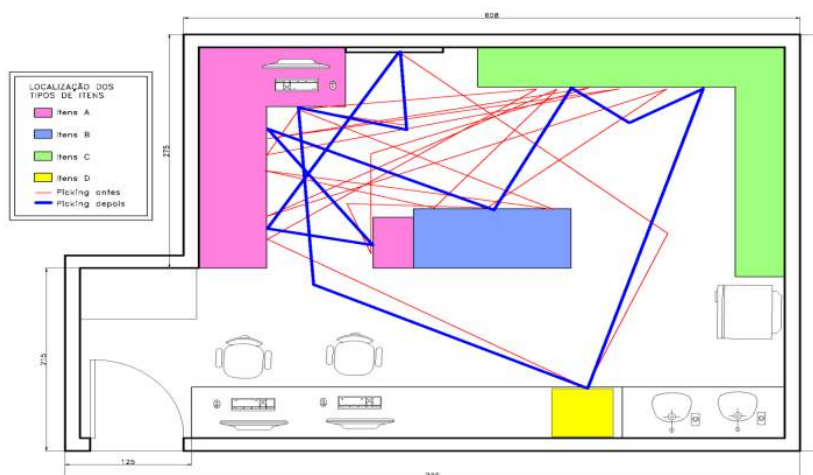 608
LOCALIZAÇÃO DOS
TIPOS DE ITENS
Itens A
Itens B
Itens C
Itens D
Picking antes
Picking depois
275
215
125